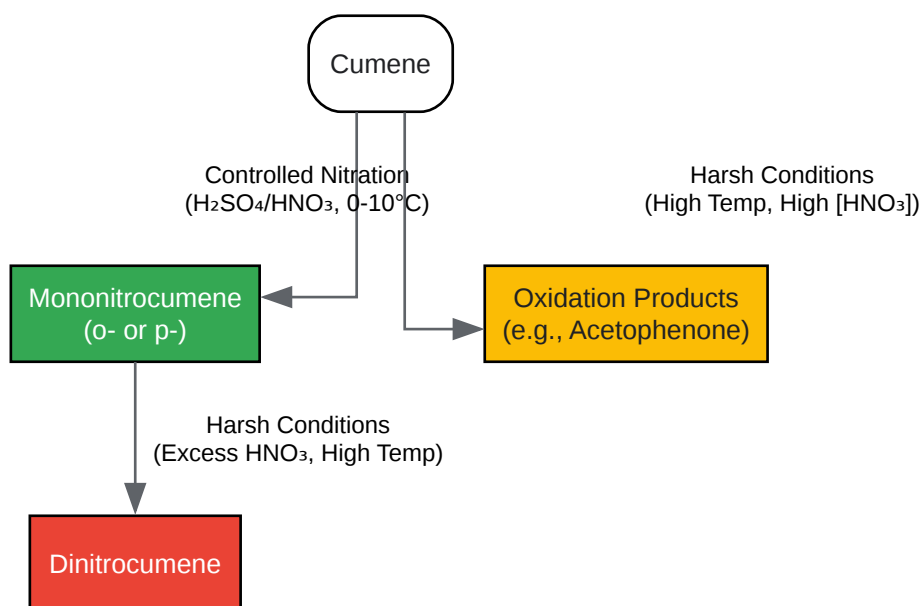 Cumene
Controlled Nitration
(H₂SO₄/HNO₃, 0-10°C)
Harsh Conditions
(High Temp, High [HNO₃])
Mononitrocumene
(o- or p-)
Oxidation Products
(e.g., Acetophenone)
Harsh Conditions
(Excess HNO₃, High Temp)
Dinitrocumene